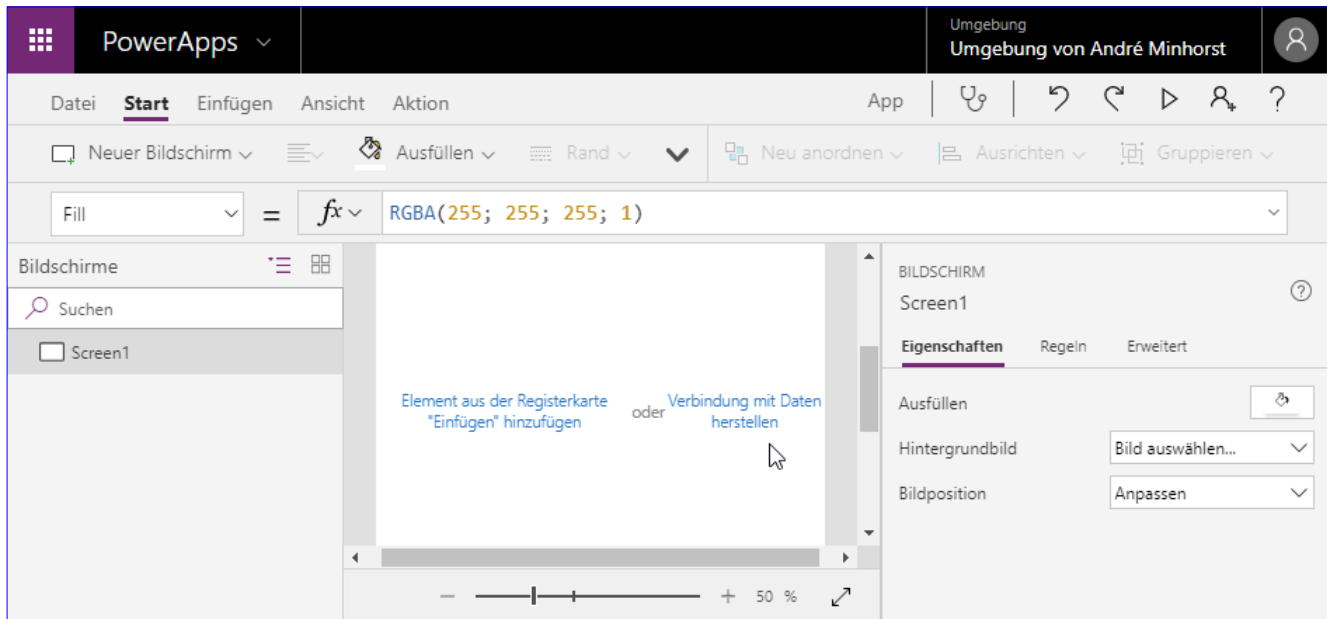 PowerApps
Umgebung
Umgebung von André Minhorst
Datei Start Einfügen Ansicht Aktion App ?
Neuer Bildschirm Ausfüllen Rand Neu anordnen Ausrichten Gruppieren
Fill = fx RGBA(255; 255; 255; 1)
Bildschirme
Suchen
Screen1
Element aus der Registerkarte
"Einfügen" hinzufügen
oder
Verbindung mit Daten
herstellen
50 %
BILDSCHIRM
Screen1
Eigenschaften Regeln Erweitert
Ausfüllen
Hintergrundbild Bild auswählen...
Bildposition Anpassen